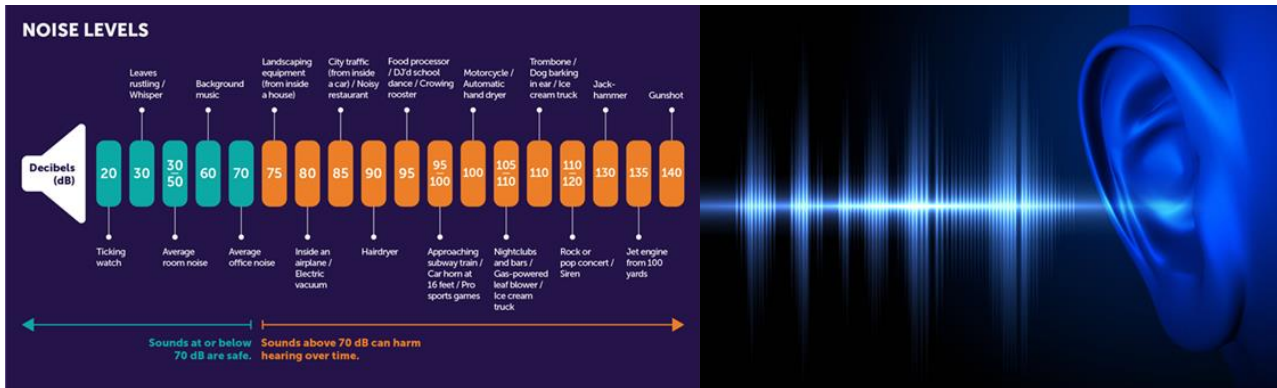 NOISE LEVELS
Leaves
rustling /
Whisper
Background
music
Landscaping
equipment
(from inside
a house)
City traffic
(from inside
a car) / Noisy
restaurant
Food processor
/ DJ'd school
dance / Crowing
rooster
Motorcycle /
Automatic
hand dryer
Trombone /
Dog barking
in ear / Ice
cream truck
Jack-
hammer
Gunshot
Decibels
(dB)
20
30
30
50
60
70
75
80
85
90
95
95
100
100
105
110
110
110
120
130
135
140
Ticking
watch
Average
room noise
Average
office noise
Inside an
airplane /
Electric
vacuum
Hairdryer
Approaching
subway train /
Car horn at
16 feet / Pro
sports games
Nightclubs
and bars /
Gas-powered
leaf blower /
Ice cream
truck
Rock or
pop concert /
Siren
Jet engine
from 100
yards
Sounds at or below
70 dB are safe.
Sounds above 70 dB can harm
hearing over time.